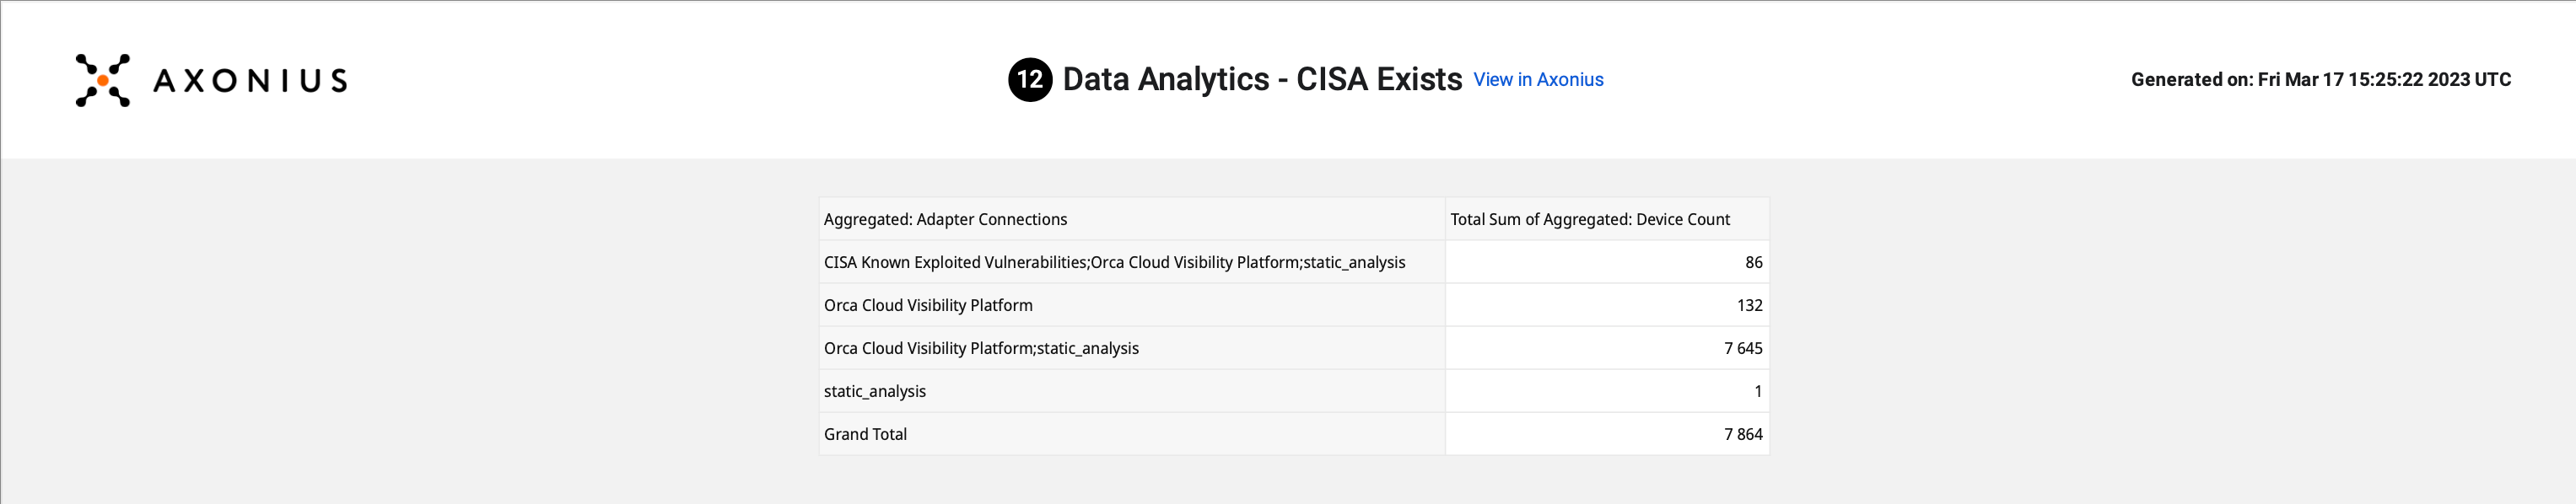 AXONIUS
12 Data Analytics - CISA Exists View in Axonius
Generated on: Fri Mar 17 15:25:22 2023 UTC
Aggregated: Adapter Connections Total Sum of Aggregated: Device Count
CISA Known Exploited Vulnerabilities;Orca Cloud Visibility Platform;static_analysis 86
Orca Cloud Visibility Platform 132
Orca Cloud Visibility Platform;static_analysis 7 645
static_analysis 1
Grand Total 7 864